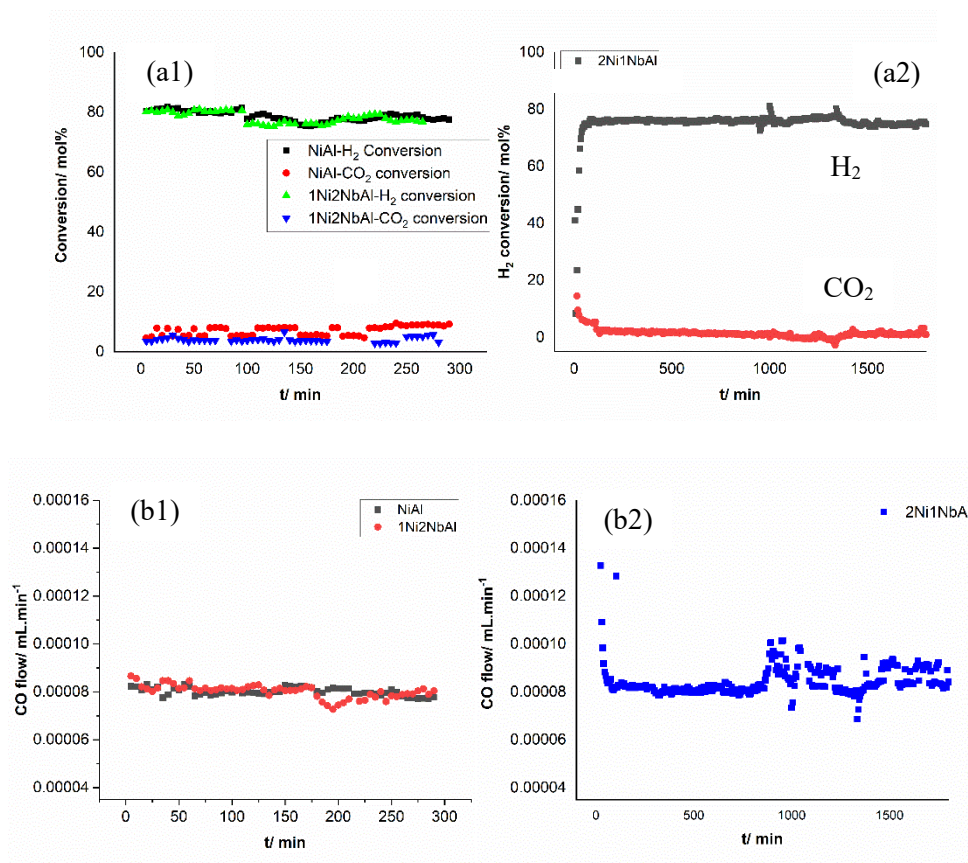 (a1)
100
80
60
40
20
0
Conversion/ mol%
NiAl-H₂ Conversion
NiAl-CO₂ conversion
1Ni2NbAl-H₂ conversion
1Ni2NbAl-CO₂ conversion
0 50 100 150 200 250 300
t/ min
(a2)
2Ni1NbAl
100
80
60
40
20
0
H₂ conversion/ mol%
H₂
CO₂
0 500 1000 1500
t/ min
(b1)
NiAl
1Ni2NbAl
0.00016
0.00014
0.00012
0.00010
0.00008
0.00006
0.00004
CO flow/ mL.min⁻¹
0 50 100 150 200 250 300
t/ min
(b2)
2Ni1NbA
0.00016
0.00014
0.00012
0.00010
0.00008
0.00006
0.00004
CO flow/ mL.min⁻¹
0 500 1000 1500
t/ min